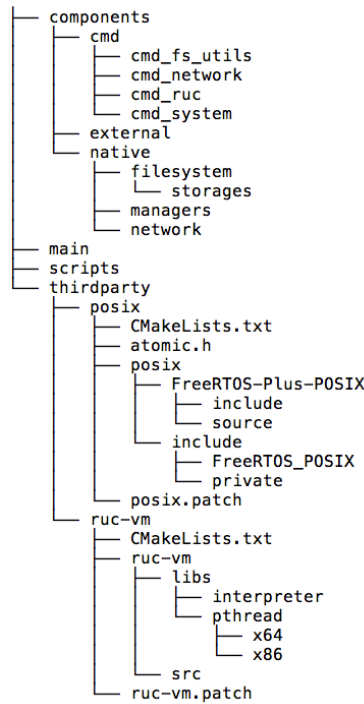 ├── components
│   ├── cmd
│   │   ├── cmd_fs_utils
│   │   ├── cmd_network
│   │   ├── cmd_ruc
│   │   └── cmd_system
│   ├── external
│   └── native
│       ├── filesystem
│       │   └── storages
│       ├── managers
│       └── network
├── main
├── scripts
└── thirdparty
    ├── posix
    │   ├── CMakeLists.txt
    │   ├── atomic.h
    │   ├── posix
    │   │   ├── FreeRTOS-Plus-POSIX
    │   │   │   ├── include
    │   │   │   └── source
    │   │   └── include
    │   │       ├── FreeRTOS_POSIX
    │   │       └── private
    │   └── posix.patch
    └── ruc-vm
        ├── CMakeLists.txt
        ├── ruc-vm
        │   ├── libs
        │   │   ├── interpreter
        │   │   └── pthread
        │   │       ├── x64
        │   │       └── x86
        │   └── src
        └── ruc-vm.patch